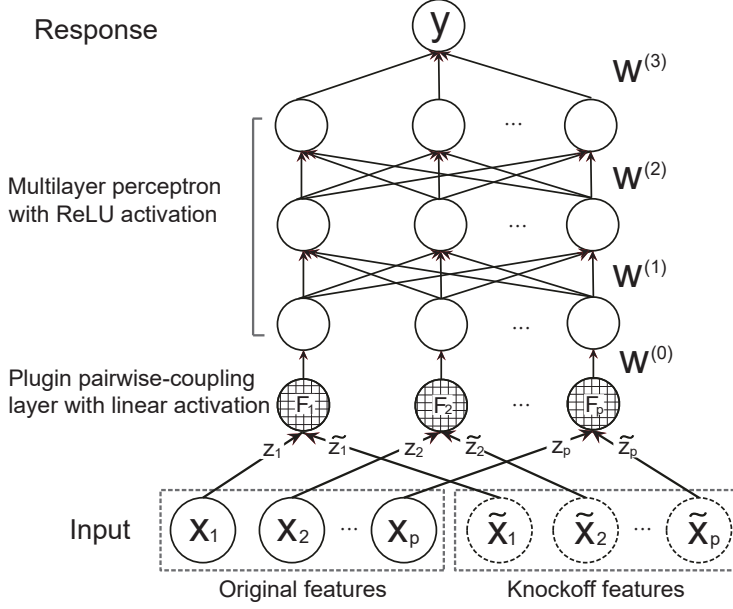 Response
y
W(3)
...
W(2)
Multilayer perceptron
with ReLU activation
...
W(1)
...
W(0)
Plugin pairwise-coupling
layer with linear activation
F1
F2
...
Fp
z1
z̃1
z2
z̃2
zp
z̃p
Input
x1
x2
...
xp
x̃1
x̃2
...
x̃p
Original features
Knockoff features